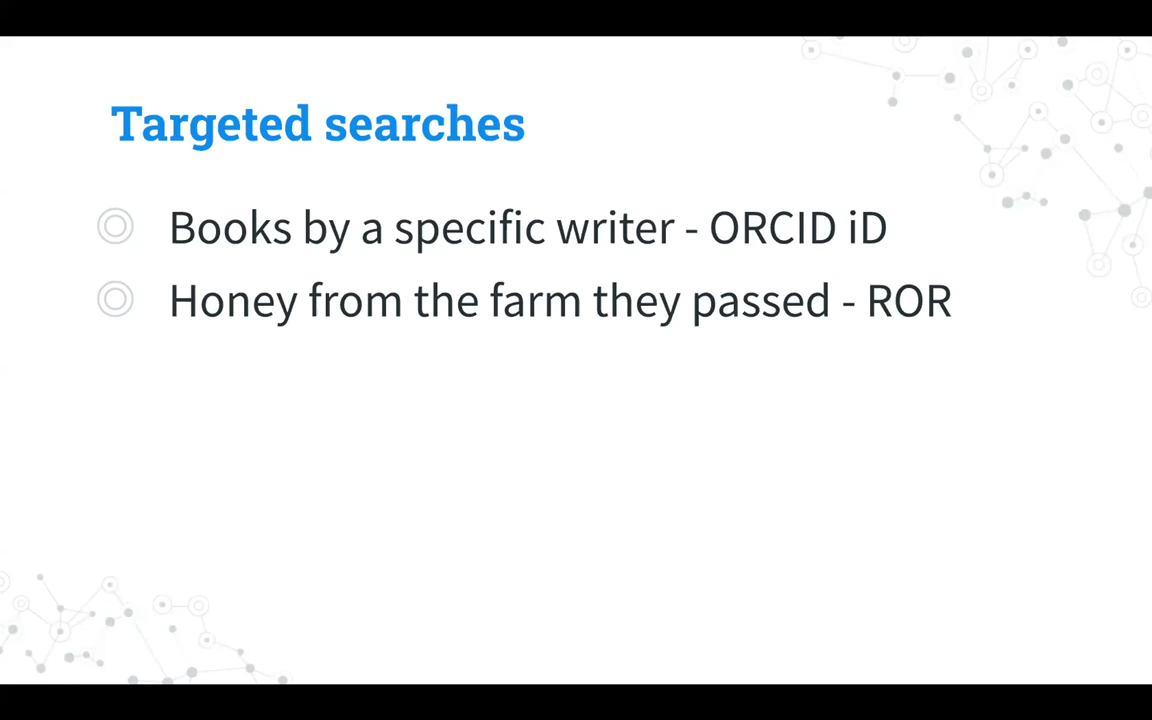 Targeted searches
Books by a specific writer - ORCID iD
Honey from the farm they passed - ROR